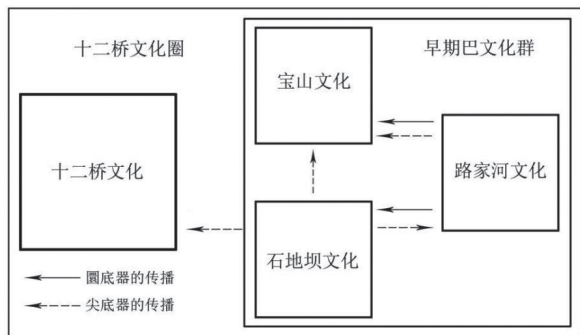 十二桥文化圈
早期巴文化群
宝山文化
十二桥文化
路家河文化
石地坝文化
圜底器的传播
尖底器的传播